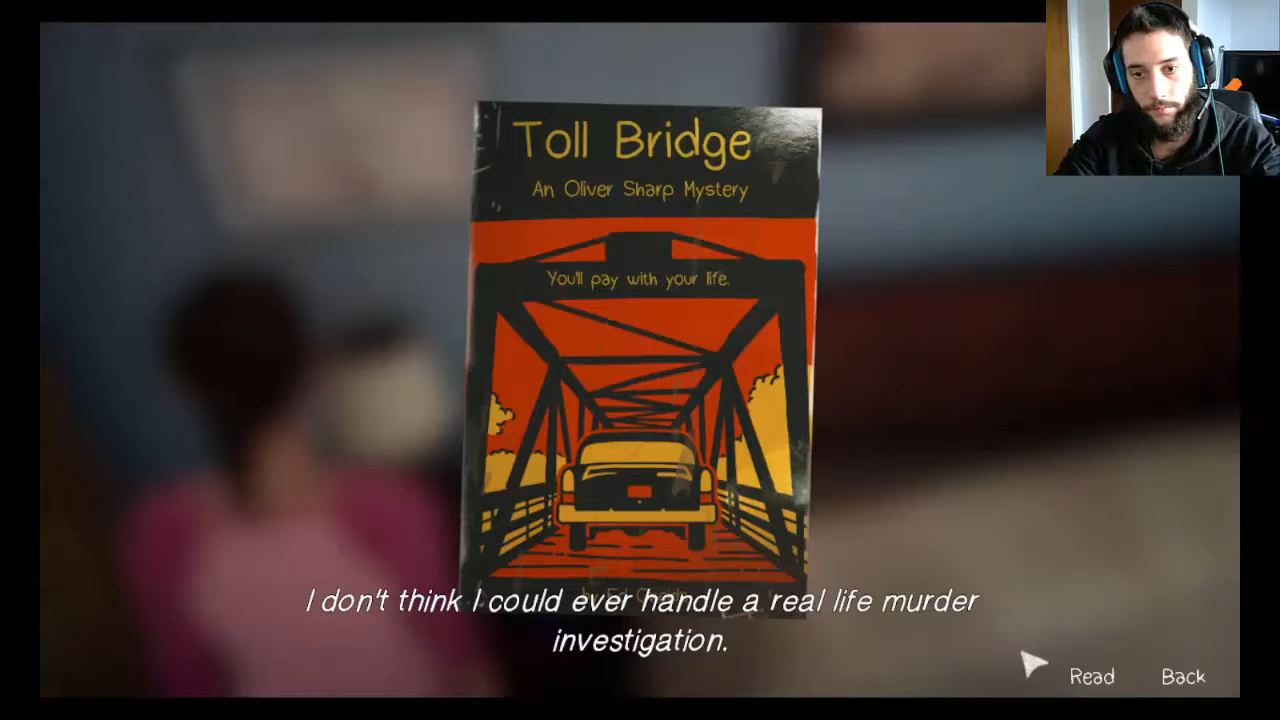 Toll Bridge
An Oliver Sharp Mystery
You'll pay with your life.
I don't think I could ever handle a real life murder
investigation.
Read
Back